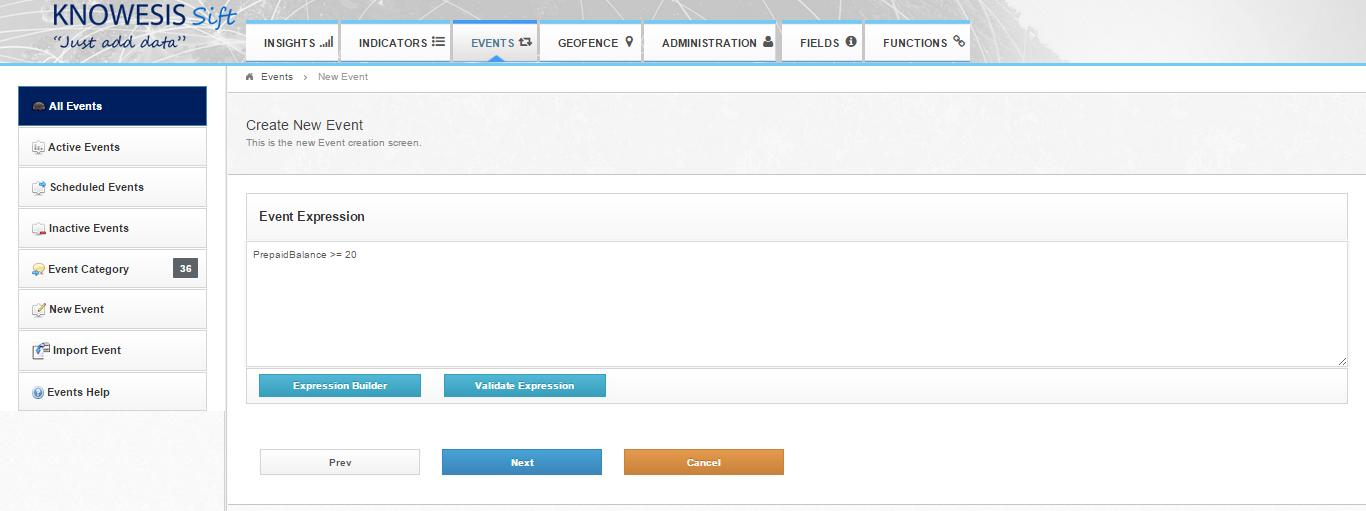 KNOWESIS Sift
“Just add data”
INSIGHTS
INDICATORS
EVENTS
GEOFENCE
ADMINISTRATION
FIELDS
FUNCTIONS
Events › New Event
All Events
Active Events
Scheduled Events
Inactive Events
Event Category 36
New Event
Import Event
Events Help
Create New Event
This is the new Event creation screen.
Event Expression
PrepaidBalance >= 20
Expression Builder
Validate Expression
Prev
Next
Cancel